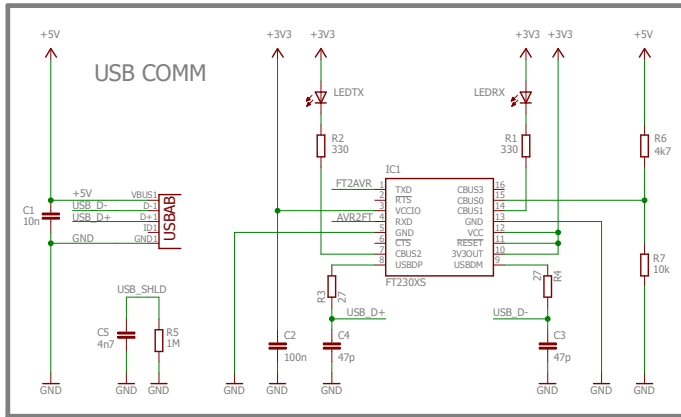 +5V
+3V3
+3V3
+3V3
+3V3
+5V
USB COMM
LEDTX
LEDRX
R2
330
R1
330
R6
4k7
IC1
FT2AVR
1 TXD CBUS3 16
2 RTS CBUS0 15
3 VCCIO CBUS1 14
AVR2FT
4 RXD GND 13
5 GND VCC 12
6 CTS RESET 11
7 CBUS2 3V3OUT 10
8 USBDP USBDM 9
FT230XS
+5V VBUS1
USB_D- D-1
USB_D+ D+1
ID1
GND GND1
USBAB
C1
10n
R7
10k
R3
27
27
R4
USB_SHLD
USB_D+
USB_D-
C5
4n7
R5
1M
C2
100n
C4
47p
C3
47p
GND
GND
GND
GND
GND
GND
GND
GND
GND